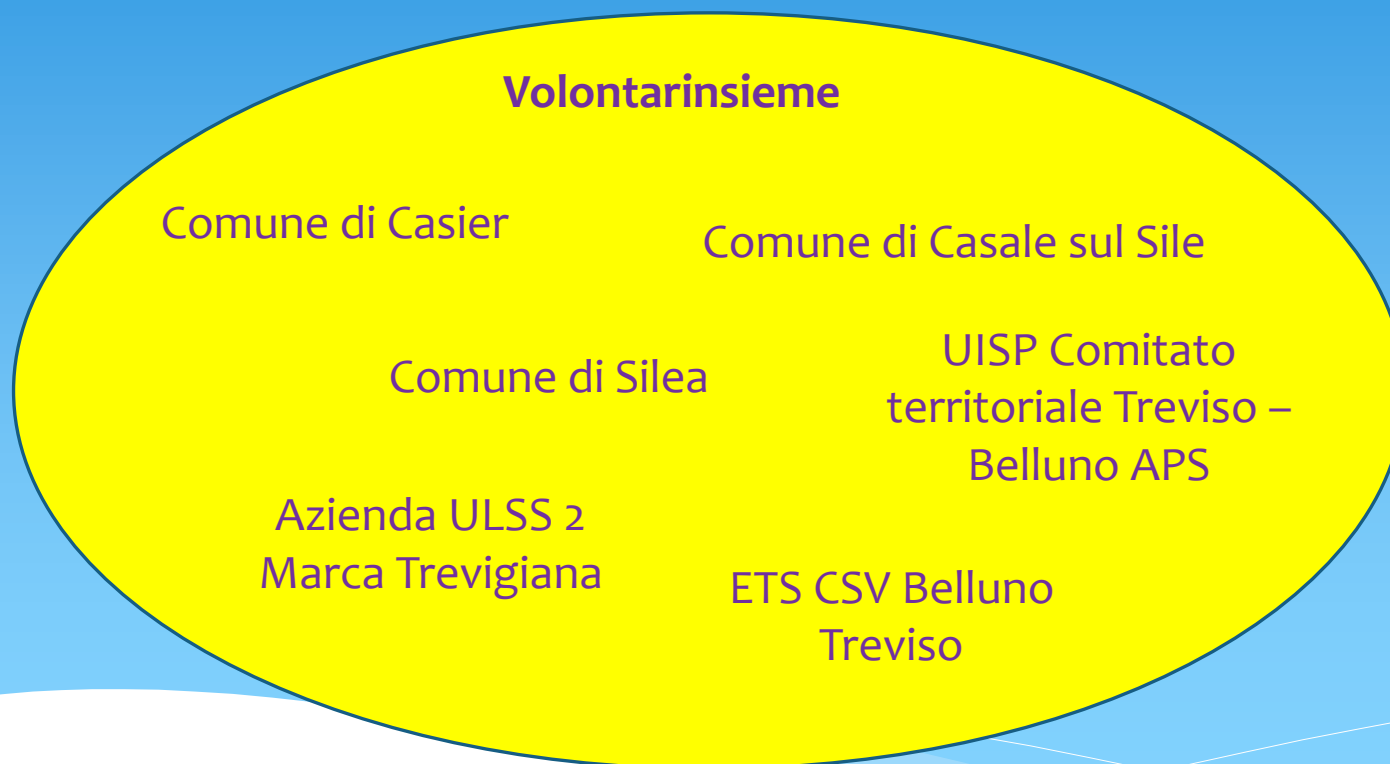 Volontarinsieme
Comune di Casier
Comune di Casale sul Sile
Comune di Silea
UISP Comitato
territoriale Treviso –
Belluno APS
Azienda ULSS 2
Marca Trevigiana
ETS CSV Belluno
Treviso